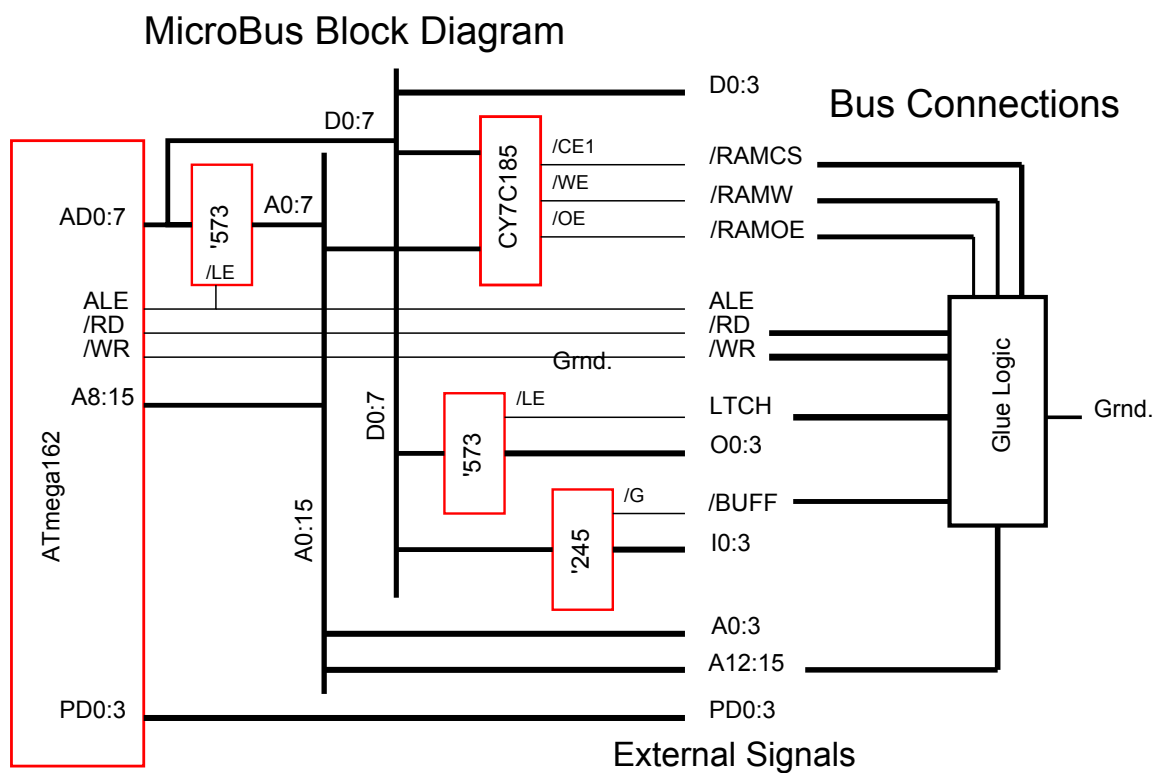 MicroBus Block Diagram
D0:3
Bus Connections
D0:7
/CE1
/RAMCS
/WE
/RAMW
/OE
/RAMOE
CY7C185
AD0:7
'573
A0:7
/LE
ALE
ALE
/RD
/RD
/WR
/WR
Grnd.
A8:15
/LE
LTCH
Glue Logic
Grnd.
D0:7
'573
O0:3
/G
/BUFF
ATmega162
A0:15
'245
I0:3
A0:3
A12:15
PD0:3
PD0:3
External Signals